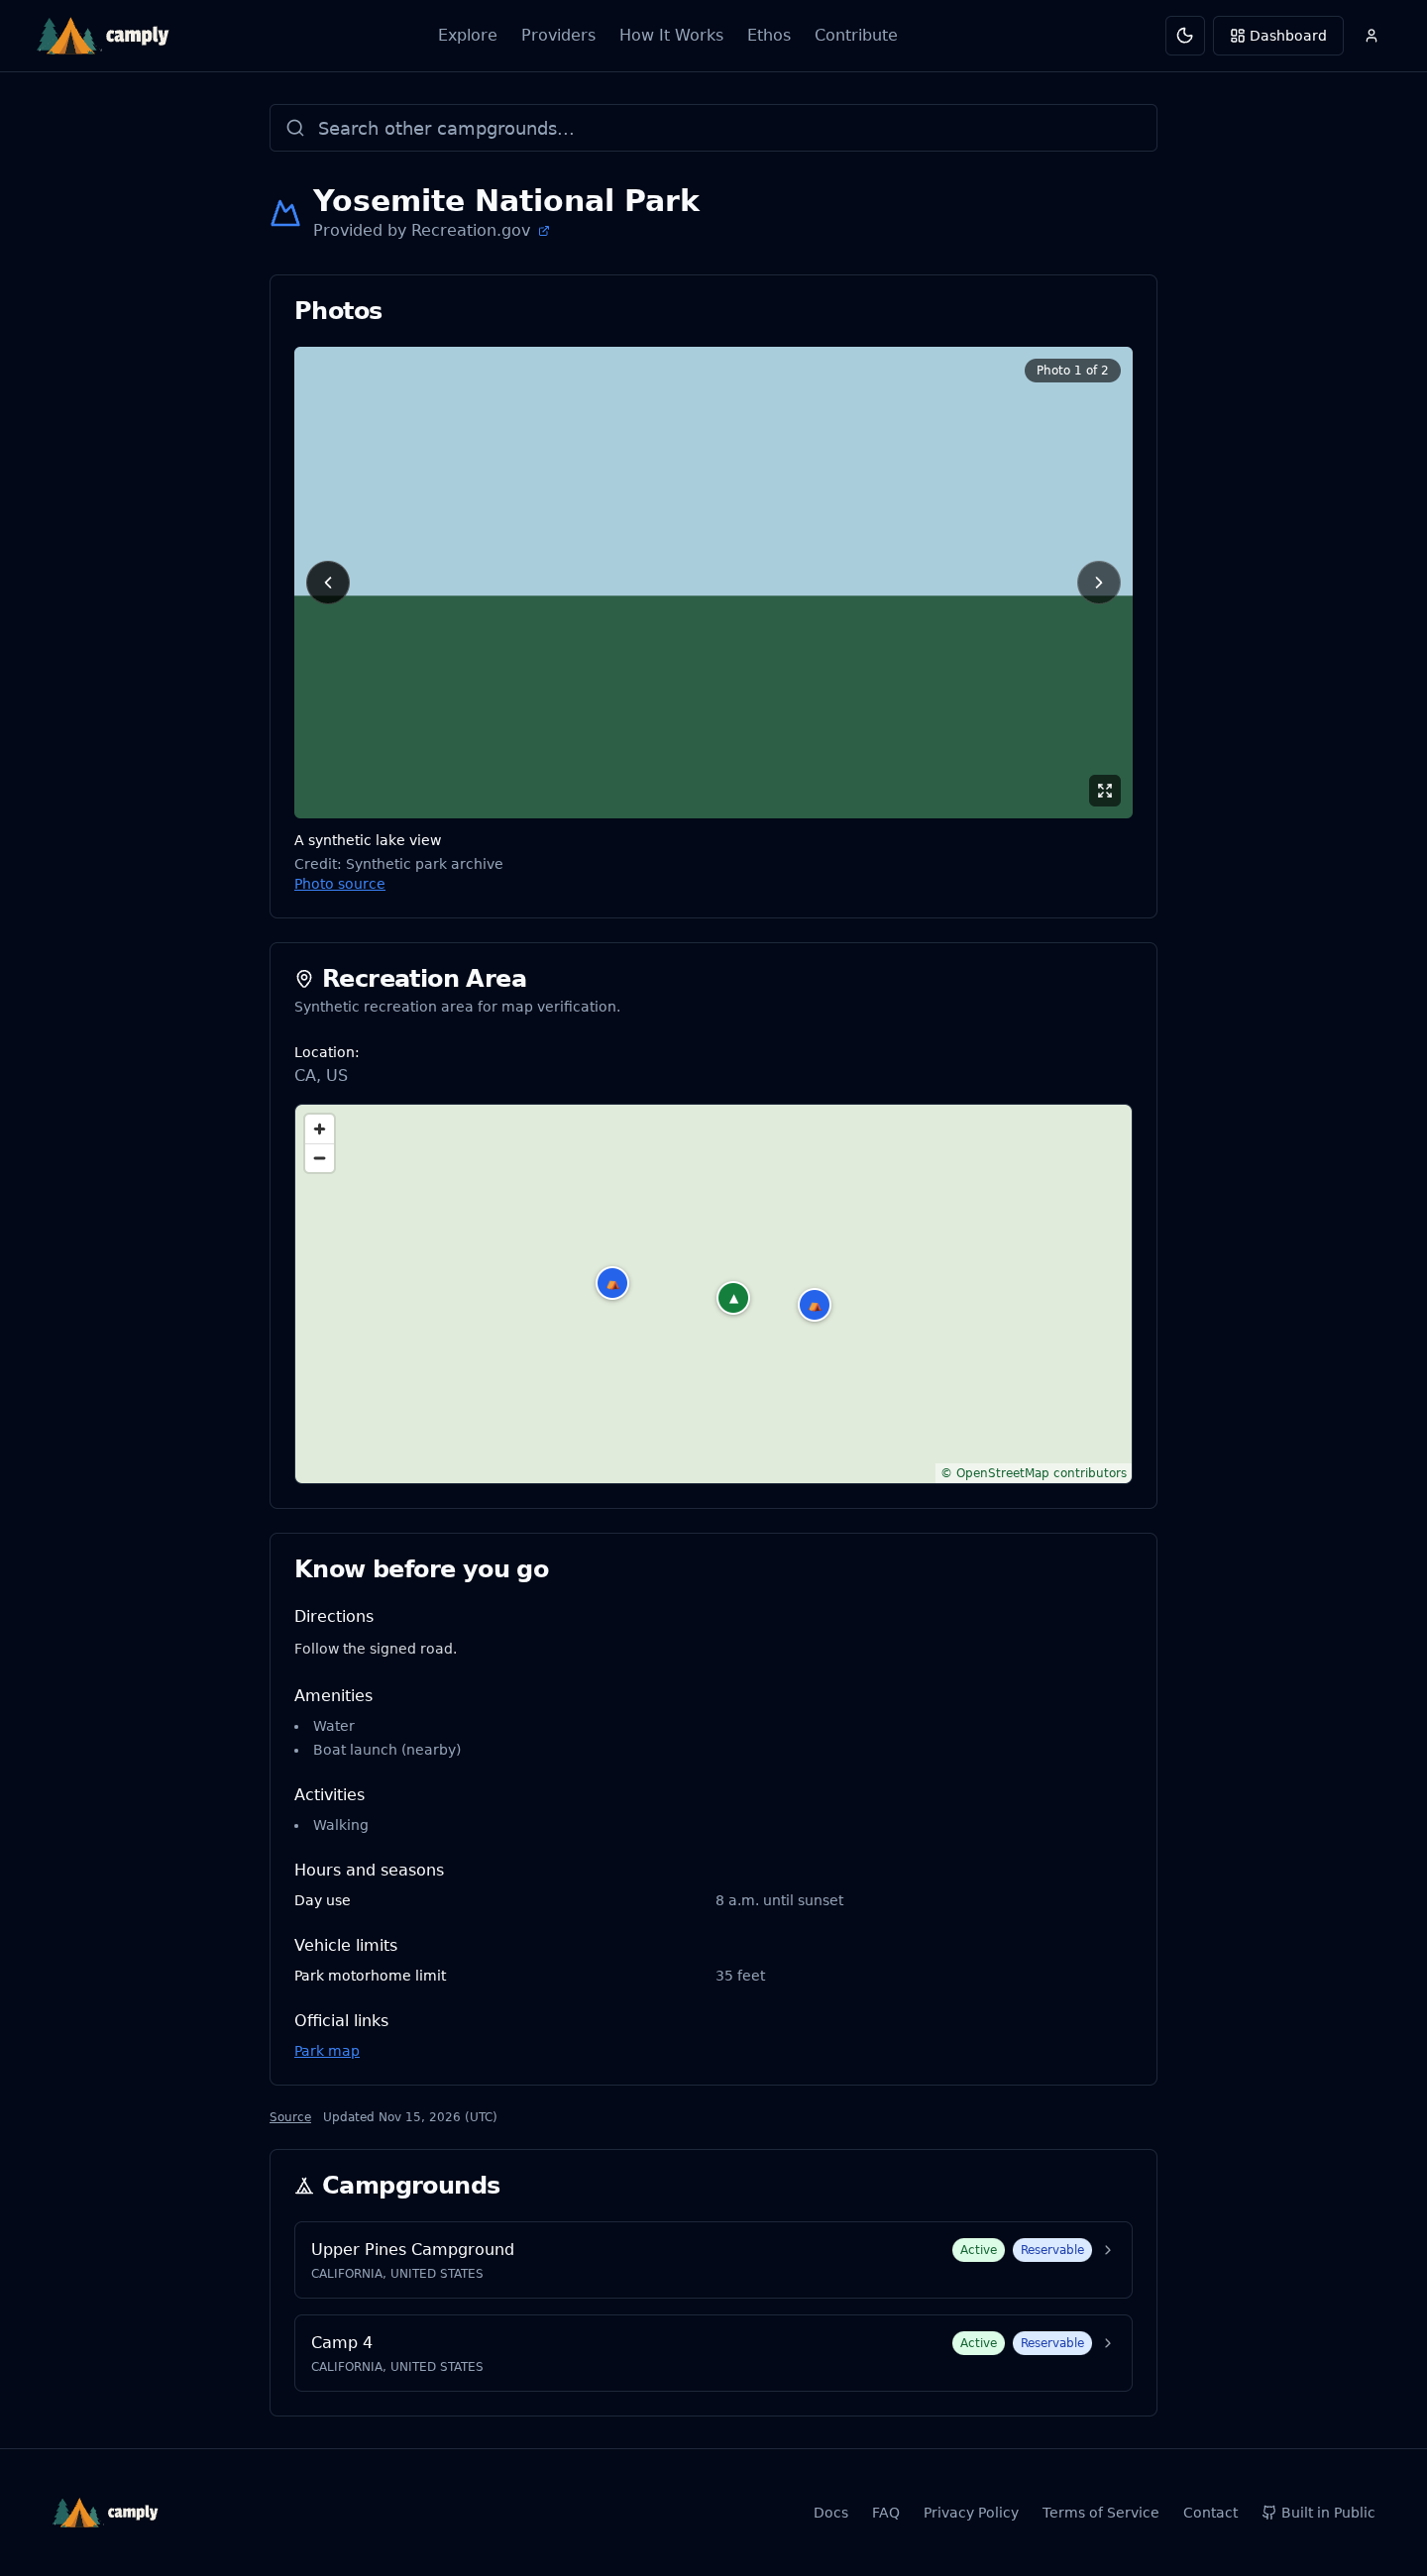 camply
Explore Providers How It Works Ethos Contribute
Dashboard
Search other campgrounds...
Yosemite National Park
Provided by Recreation.gov
Photos
Photo 1 of 2
A synthetic lake view
Credit: Synthetic park archive
Photo source
Recreation Area
Synthetic recreation area for map verification.
Location:
CA, US
© OpenStreetMap contributors
Know before you go
Directions
Follow the signed road.
Amenities
• Water
• Boat launch (nearby)
Activities
• Walking
Hours and seasons
Day use 8 a.m. until sunset
Vehicle limits
Park motorhome limit 35 feet
Official links
Park map
Source Updated Nov 15, 2026 (UTC)
Campgrounds
Upper Pines Campground Active Reservable
CALIFORNIA, UNITED STATES
Camp 4 Active Reservable
CALIFORNIA, UNITED STATES
camply
Docs FAQ Privacy Policy Terms of Service Contact Built in Public